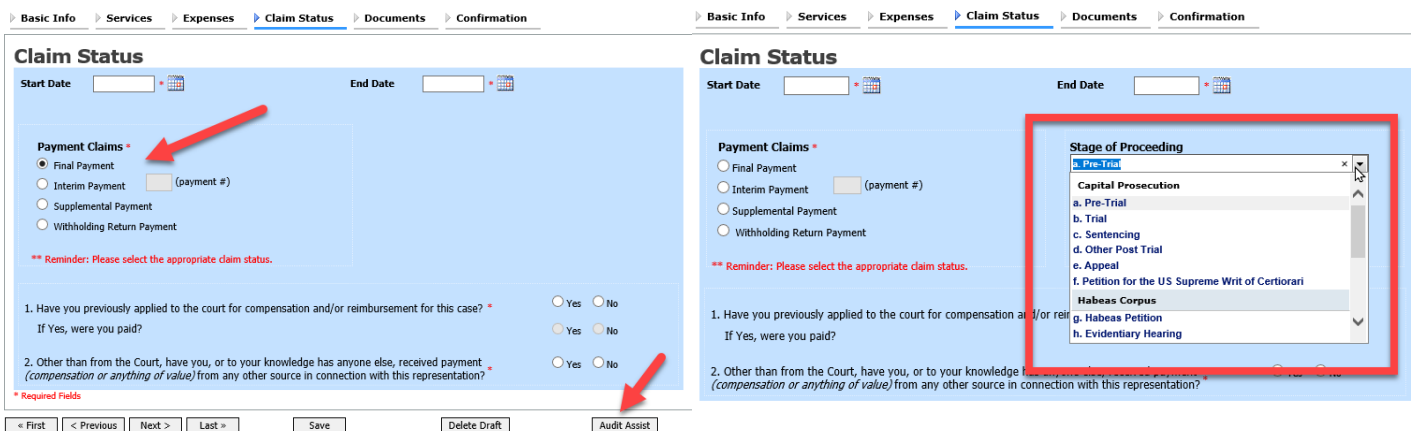 Basic Info Services Expenses Claim Status Documents Confirmation
Claim Status
Start Date * End Date *
Payment Claims *
Final Payment
Interim Payment (payment #)
Supplemental Payment
Withholding Return Payment
** Reminder: Please select the appropriate claim status.
1. Have you previously applied to the court for compensation and/or reimbursement for this case? * Yes No
If Yes, were you paid? Yes No
2. Other than from the Court, have you, or to your knowledge has anyone else, received payment Yes No
(compensation or anything of value) from any other source in connection with this representation? *
* Required Fields
« First < Previous Next > Last » Save Delete Draft Audit Assist
Basic Info Services Expenses Claim Status Documents Confirmation
Claim Status
Start Date * End Date *
Payment Claims *
Final Payment
Interim Payment (payment #)
Supplemental Payment
Withholding Return Payment
** Reminder: Please select the appropriate claim status.
Stage of Proceeding
a. Pre-Trial ×
Capital Prosecution
a. Pre-Trial
b. Trial
c. Sentencing
d. Other Post Trial
e. Appeal
f. Petition for the US Supreme Writ of Certiorari
Habeas Corpus
g. Habeas Petition
h. Evidentiary Hearing
1. Have you previously applied to the court for compensation and/or
If Yes, were you paid?
2. Other than from the Court, have you, or to your knowledge
(compensation or anything of value) from any other source in connection with this representation? *